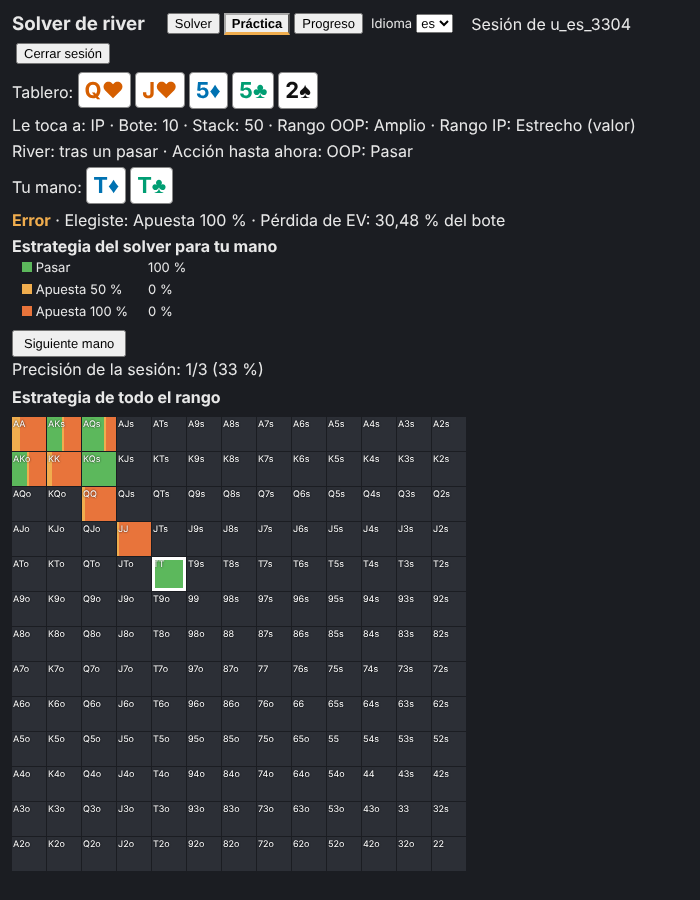 Solver de river Solver Práctica Progreso Idioma es Sesión de u_es_3304
Cerrar sesión
Tablero: Q♥ J♥ 5♦ 5♣ 2♠
Le toca a: IP · Bote: 10 · Stack: 50 · Rango OOP: Amplio · Rango IP: Estrecho (valor)
River: tras un pasar · Acción hasta ahora: OOP: Pasar
Tu mano: T♦ T♣
Error · Elegiste: Apuesta 100 % · Pérdida de EV: 30,48 % del bote
Estrategia del solver para tu mano
Pasar 100 %
Apuesta 50 % 0 %
Apuesta 100 % 0 %
Siguiente mano
Precisión de la sesión: 1/3 (33 %)
Estrategia de todo el rango
AA AKs AQs AJs ATs A9s A8s A7s A6s A5s A4s A3s A2s
AKo KK KQs KJs KTs K9s K8s K7s K6s K5s K4s K3s K2s
AQo KQo QQ QJs QTs Q9s Q8s Q7s Q6s Q5s Q4s Q3s Q2s
AJo KJo QJo JJ JTs J9s J8s J7s J6s J5s J4s J3s J2s
ATo KTo QTo JTo TT T9s T8s T7s T6s T5s T4s T3s T2s
A9o K9o Q9o J9o T9o 99 98s 97s 96s 95s 94s 93s 92s
A8o K8o Q8o J8o T8o 98o 88 87s 86s 85s 84s 83s 82s
A7o K7o Q7o J7o T7o 97o 87o 77 76s 75s 74s 73s 72s
A6o K6o Q6o J6o T6o 96o 86o 76o 66 65s 64s 63s 62s
A5o K5o Q5o J5o T5o 95o 85o 75o 65o 55 54s 53s 52s
A4o K4o Q4o J4o T4o 94o 84o 74o 64o 54o 44 43s 42s
A3o K3o Q3o J3o T3o 93o 83o 73o 63o 53o 43o 33 32s
A2o K2o Q2o J2o T2o 92o 82o 72o 62o 52o 42o 32o 22